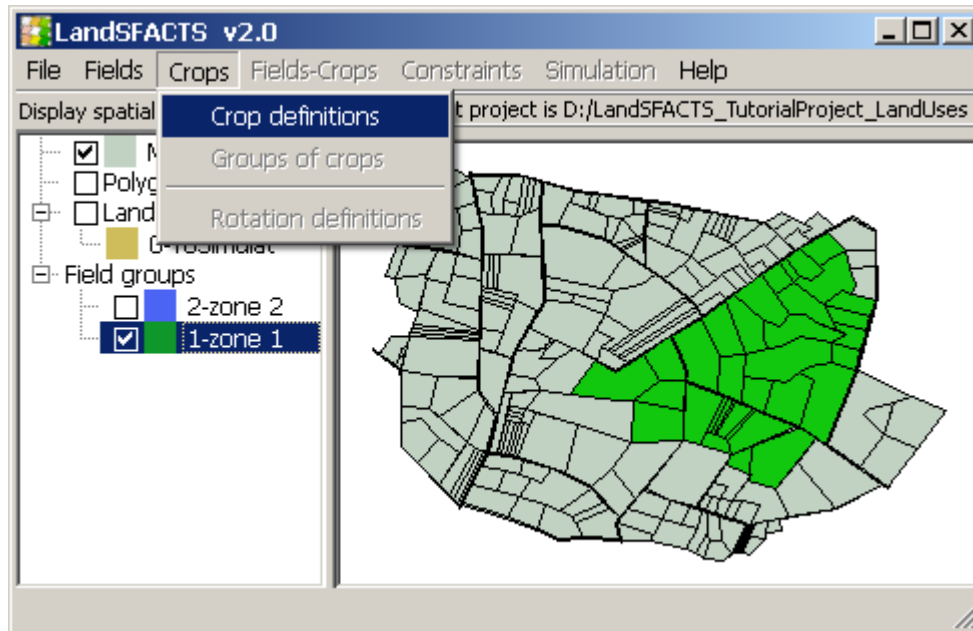 LandSFACTS v2.0
File Fields Crops Fields-Crops Constraints Simulation Help
Display spatial t project is D:/LandSFACTS_TutorialProject_LandUses
Crop definitions
Groups of crops
Rotation definitions
Polyg
Land
Field groups
2-zone 2
1-zone 1